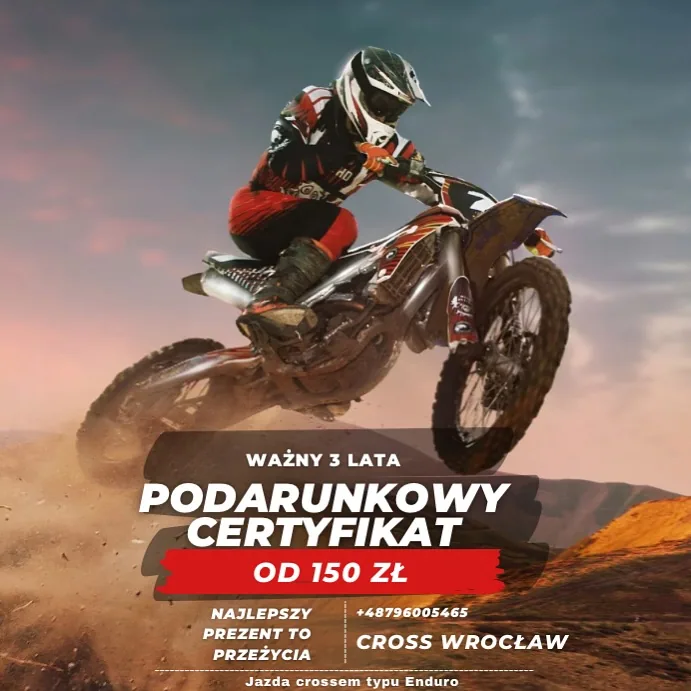 WAŻNY 3 LATA
PODARUNKOWY
CERTYFIKAT
OD 150 ZŁ
NAJLEPSZY
PREZENT TO
PRZEŻYCIA
+48796005465
CROSS WROCŁAW
Jazda crossem typu Enduro